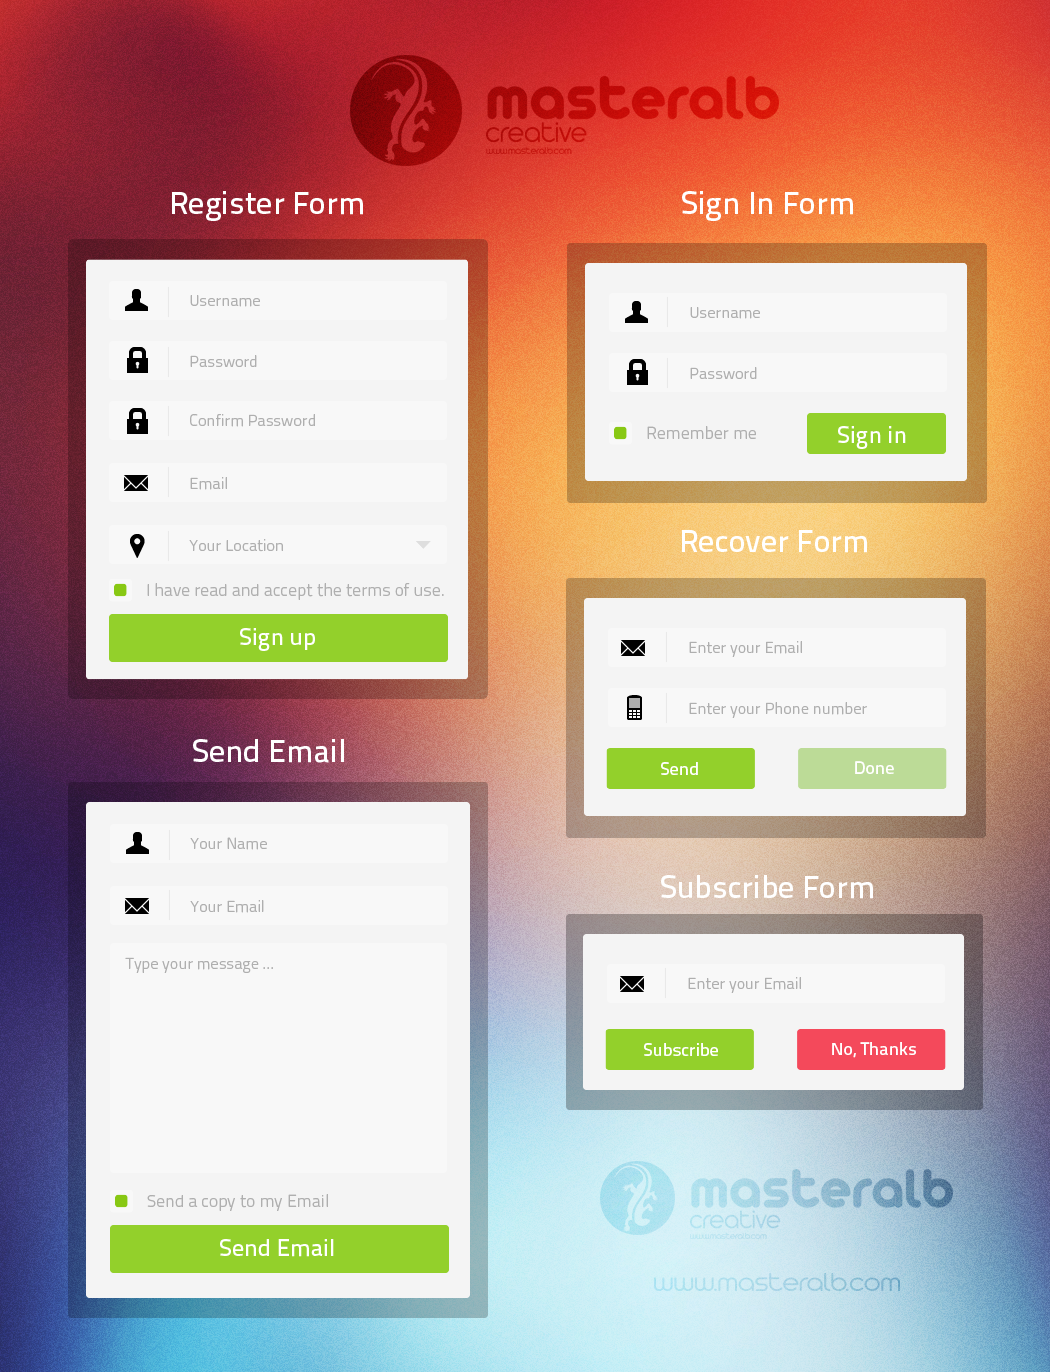 masteralb
creative
www.masteralb.com
Register Form
Username
Password
Confirm Password
Email
Your Location
I have read and accept the terms of use.
Sign up
Send Email
Your Name
Your Email
Type your message ...
Send a copy to my Email
Send Email
Sign In Form
Username
Password
Remember me
Sign in
Recover Form
Enter your Email
Enter your Phone number
Send
Done
Subscribe Form
Enter your Email
Subscribe
No, Thanks
masteralb
creative
www.masteralb.com
www.masteralb.com